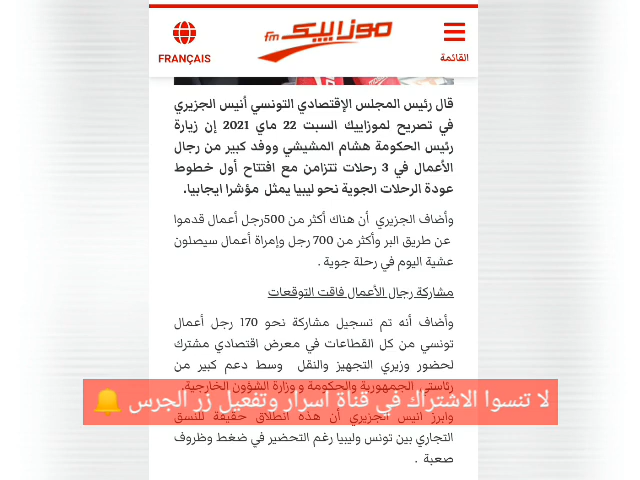 موزاييك fm
FRANÇAIS
القائمة
قال رئيس المجلس الإقتصادي التونسي أنيس الجزيري
في تصريح لموزاييك السبت 22 ماي 2021 إن زيارة
رئيس الحكومة هشام المشيشي ووفد كبير من رجال
الأعمال في 3 رحلات تتزامن مع افتتاح أول خطوط
عودة الرحلات الجوية نحو ليبيا يمثل مؤشرا ايجابيا.
وأضاف الجزيري أن هناك أكثر من 500رجل أعمال قدموا
عن طريق البر وأكثر من 700 رجل وإمرأة أعمال سيصلون
عشية اليوم في رحلة جوية .
مشاركة رجال الأعمال فاقت التوقعات
وأضاف أنه تم تسجيل مشاركة نحو 170 رجل أعمال
تونسي من كل القطاعات في معرض اقتصادي مشترك
لحضور وزيري التجهيز والنقل وسط دعم كبير من
رئاستي الجمهورية والحكومة و وزارة الشؤون الخارجية.
لا تنسوا الاشتراك في قناة اسرار وتفعيل زر الجرس 🔔
وابرز أنيس الجزيري أن هذه انطلاق حقيقة للنسق
التجاري بين تونس وليبيا رغم التحضير في ضغط وظروف
صعبة .